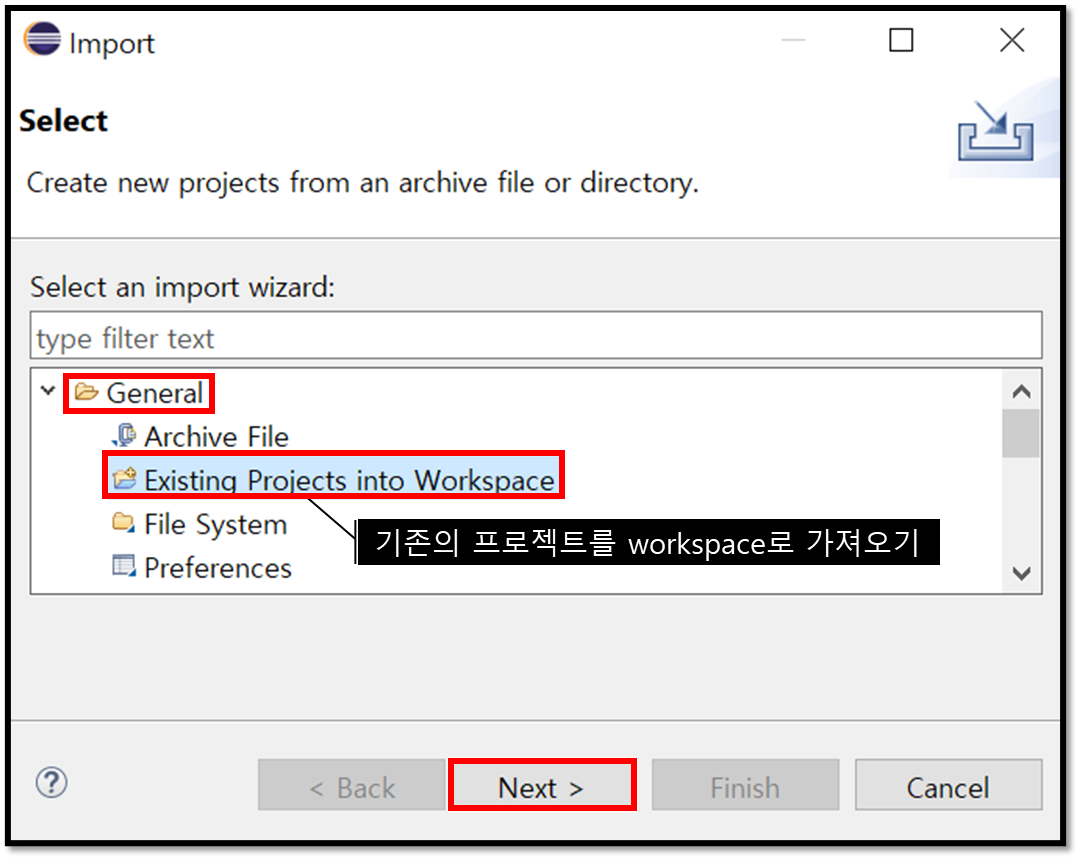 Import
Select
Create new projects from an archive file or directory.
Select an import wizard:
type filter text
General
Archive File
Existing Projects into Workspace
File System
기존의 프로젝트를 workspace로 가져오기
Preferences
?
< Back
Next >
Finish
Cancel